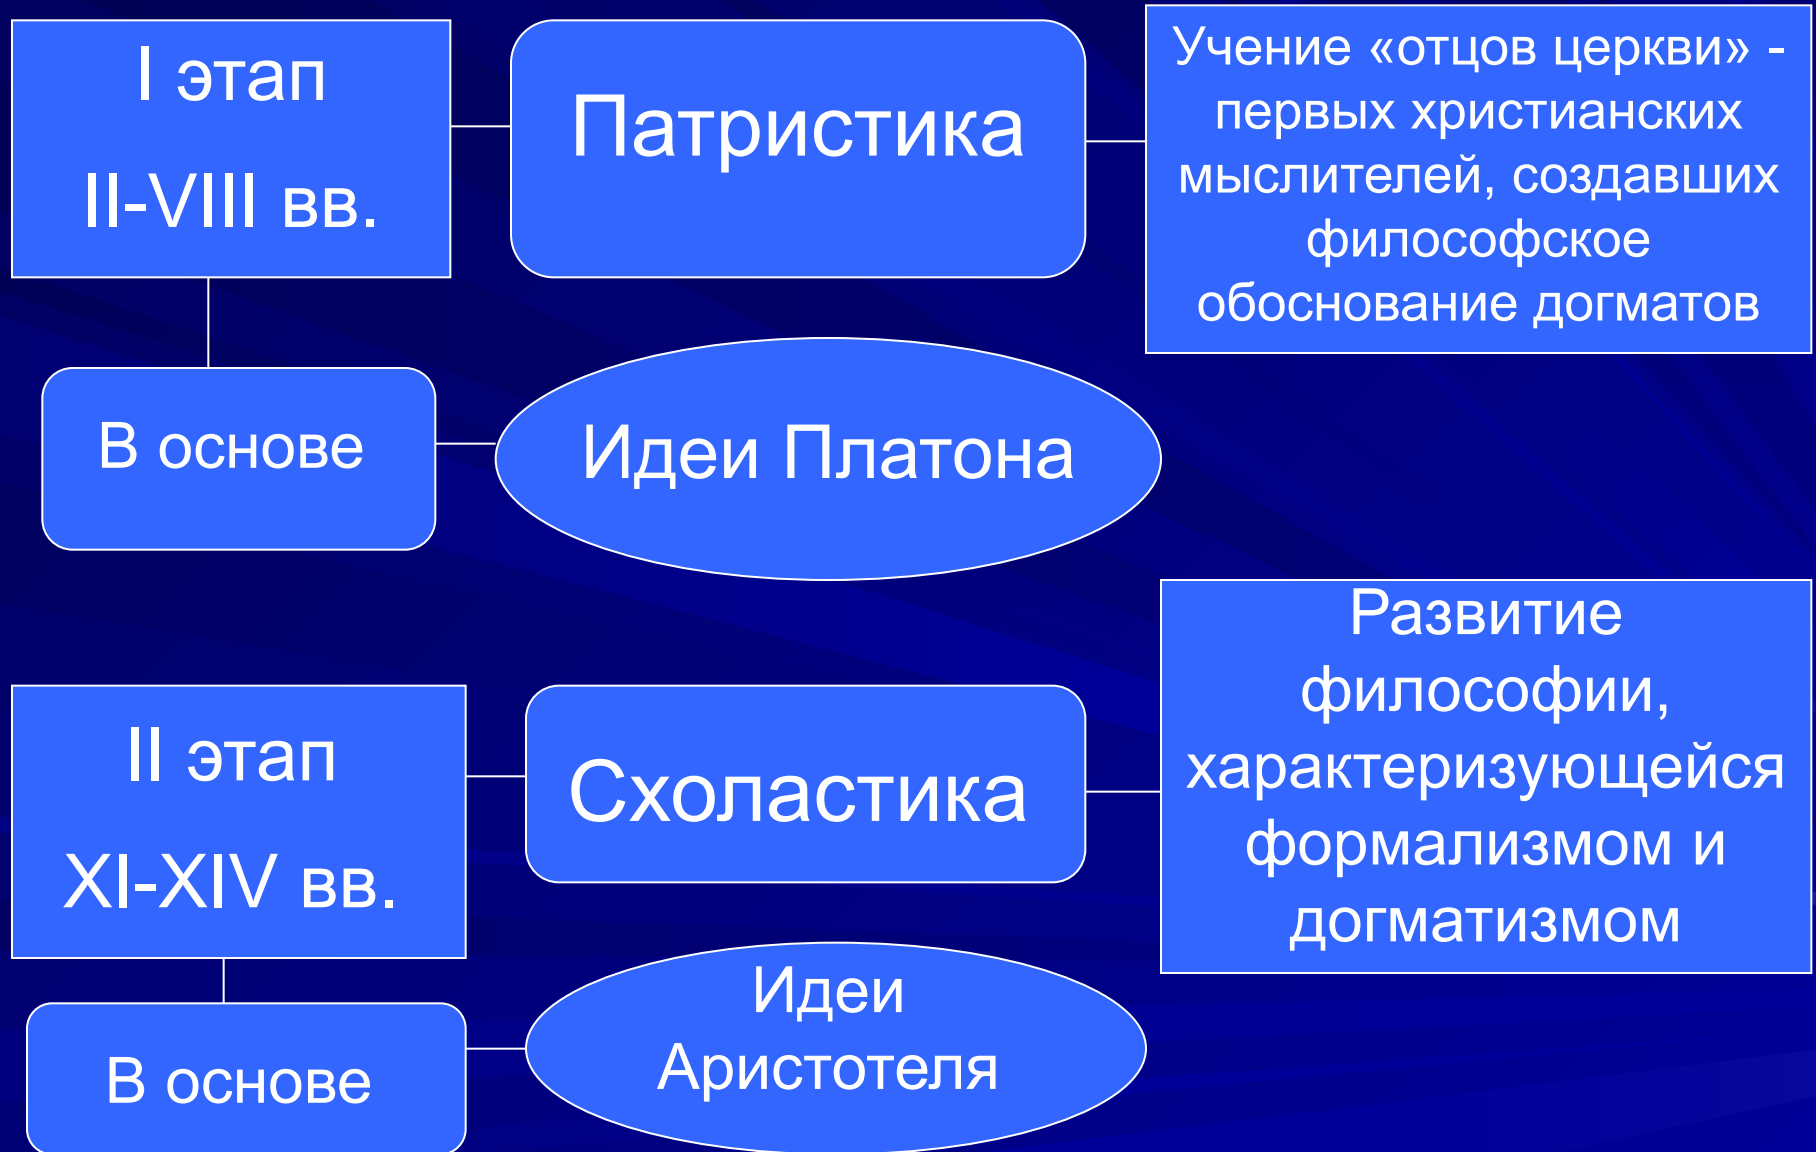 I этап
II-VIII вв.
Патристика
Учение «отцов церкви» -
первых христианских
мыслителей, создавших
философское
обоснование догматов
В основе
Идеи Платона
II этап
XI-XIV вв.
Схоластика
Развитие
философии,
характеризующейся
формализмом и
догматизмом
В основе
Идеи
Аристотеля